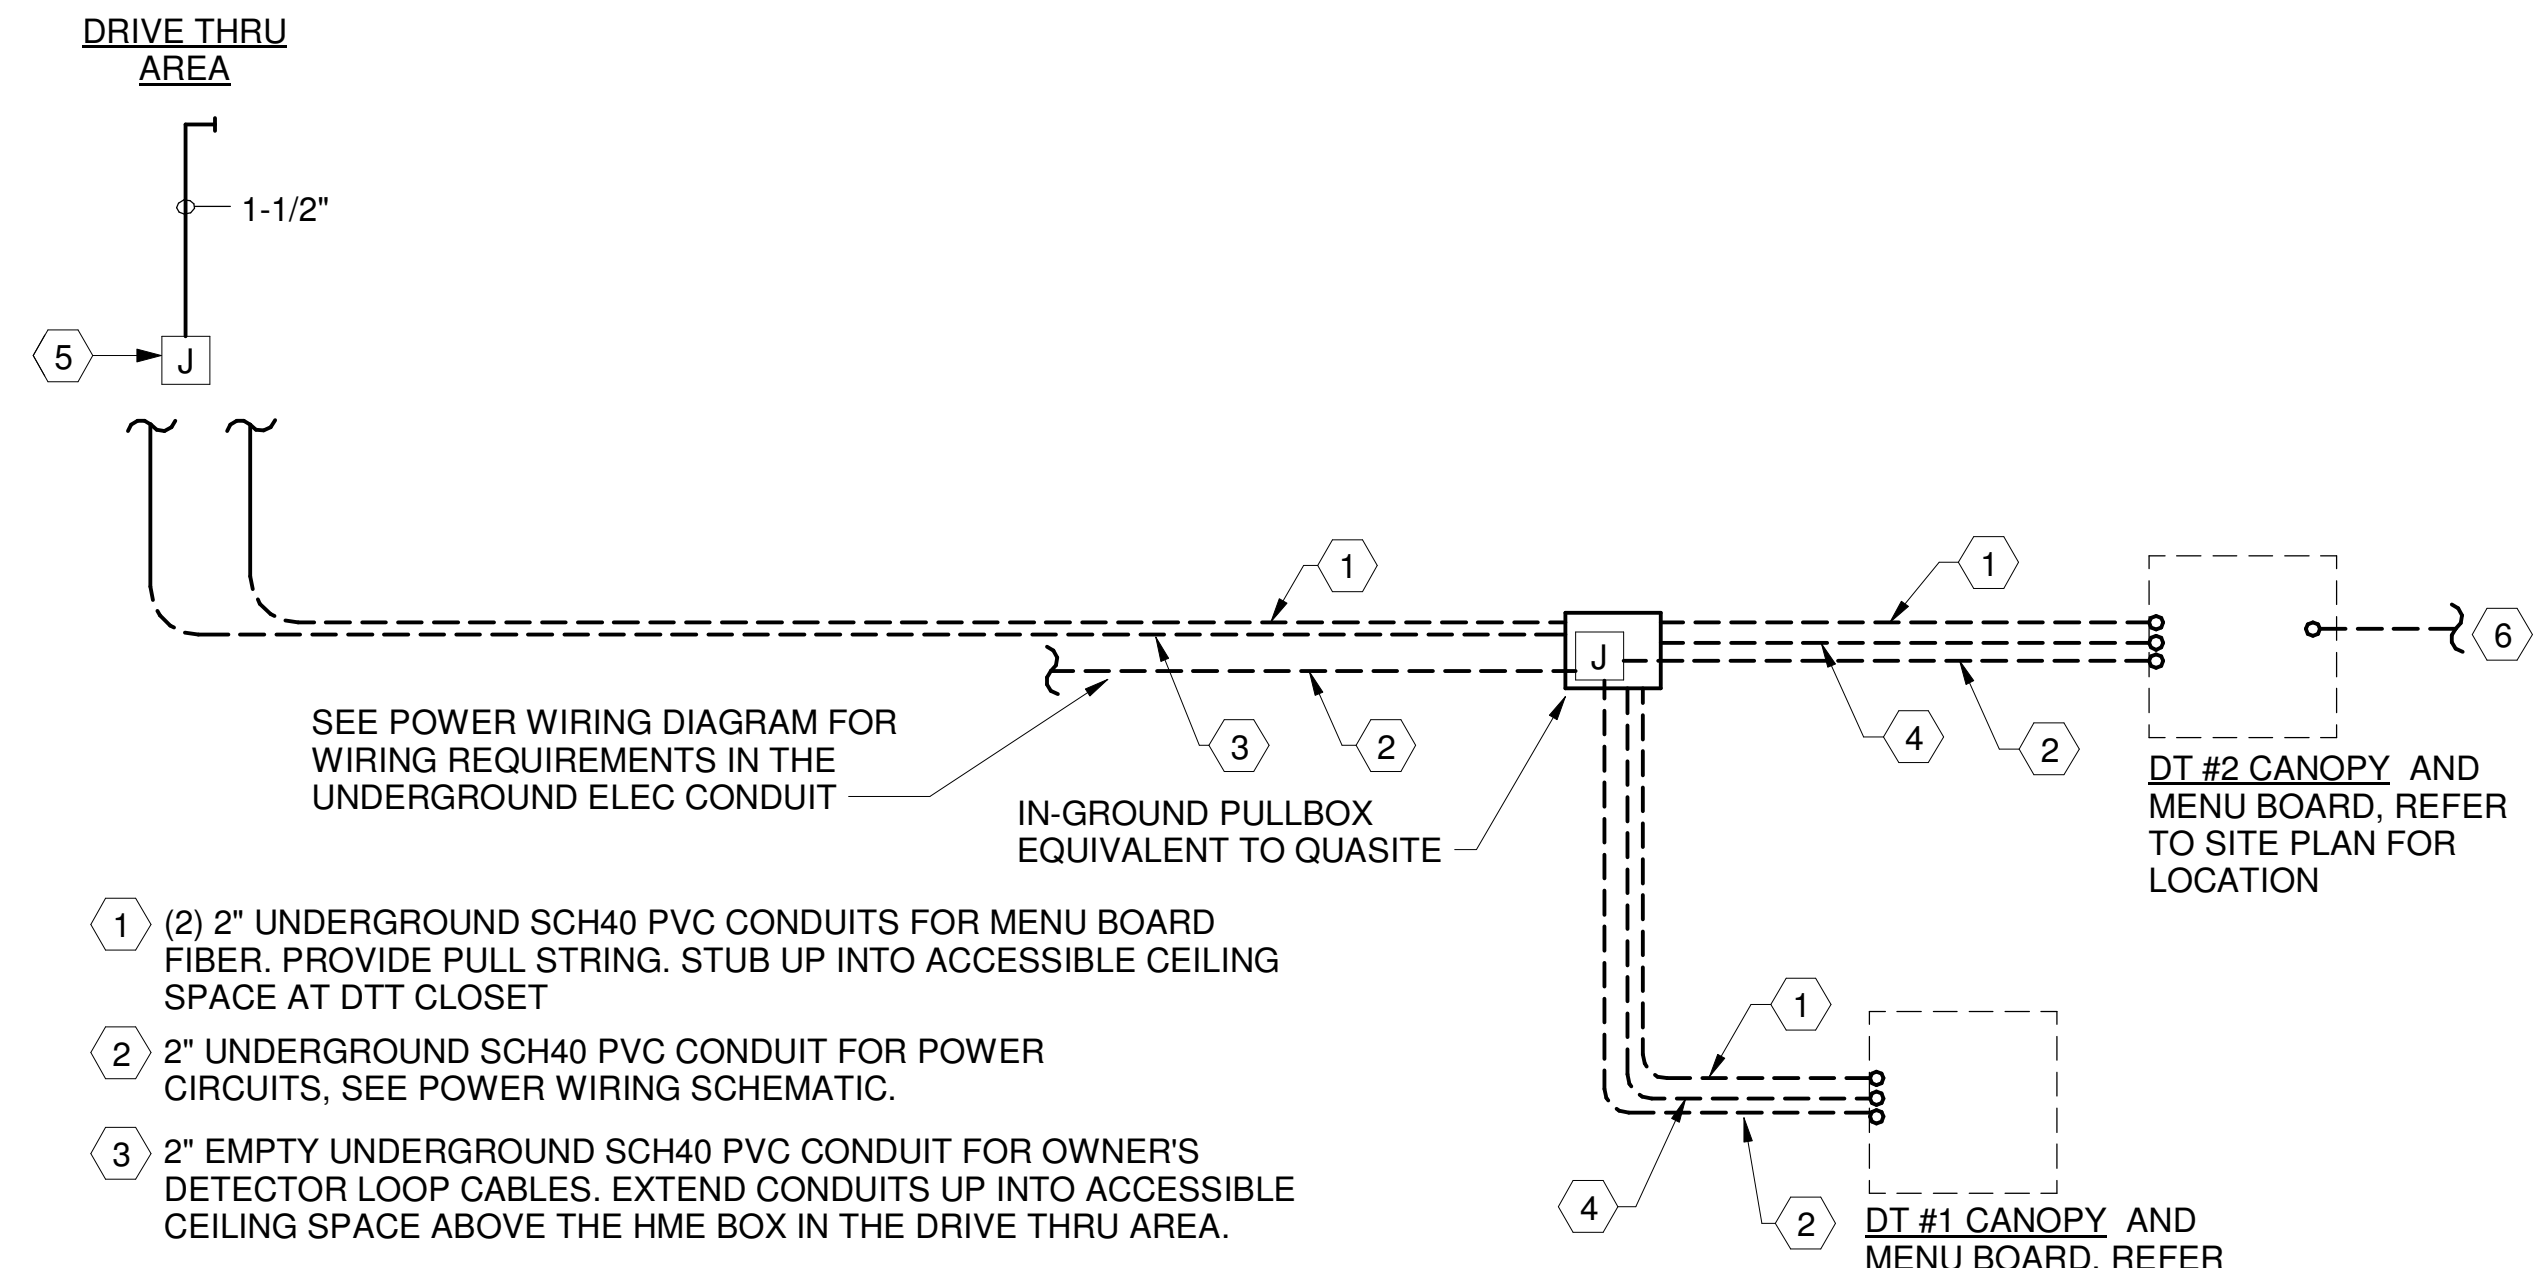 DRIVE THRU
AREA
1-1/2"
5
J
1
1
J
6
3
2
4
2
SEE POWER WIRING DIAGRAM FOR
WIRING REQUIREMENTS IN THE
UNDERGROUND ELEC CONDUIT
IN-GROUND PULLBOX
EQUIVALENT TO QUASITE
DT #2 CANOPY AND
MENU BOARD, REFER
TO SITE PLAN FOR
LOCATION
1 (2) 2" UNDERGROUND SCH40 PVC CONDUITS FOR MENU BOARD
FIBER. PROVIDE PULL STRING. STUB UP INTO ACCESSIBLE CEILING
SPACE AT DTT CLOSET
2 2" UNDERGROUND SCH40 PVC CONDUIT FOR POWER
CIRCUITS, SEE POWER WIRING SCHEMATIC.
3 2" EMPTY UNDERGROUND SCH40 PVC CONDUIT FOR OWNER'S
DETECTOR LOOP CABLES. EXTEND CONDUITS UP INTO ACCESSIBLE
CEILING SPACE ABOVE THE HME BOX IN THE DRIVE THRU AREA.
1
4
2
DT #1 CANOPY AND
MENU BOARD, REFER